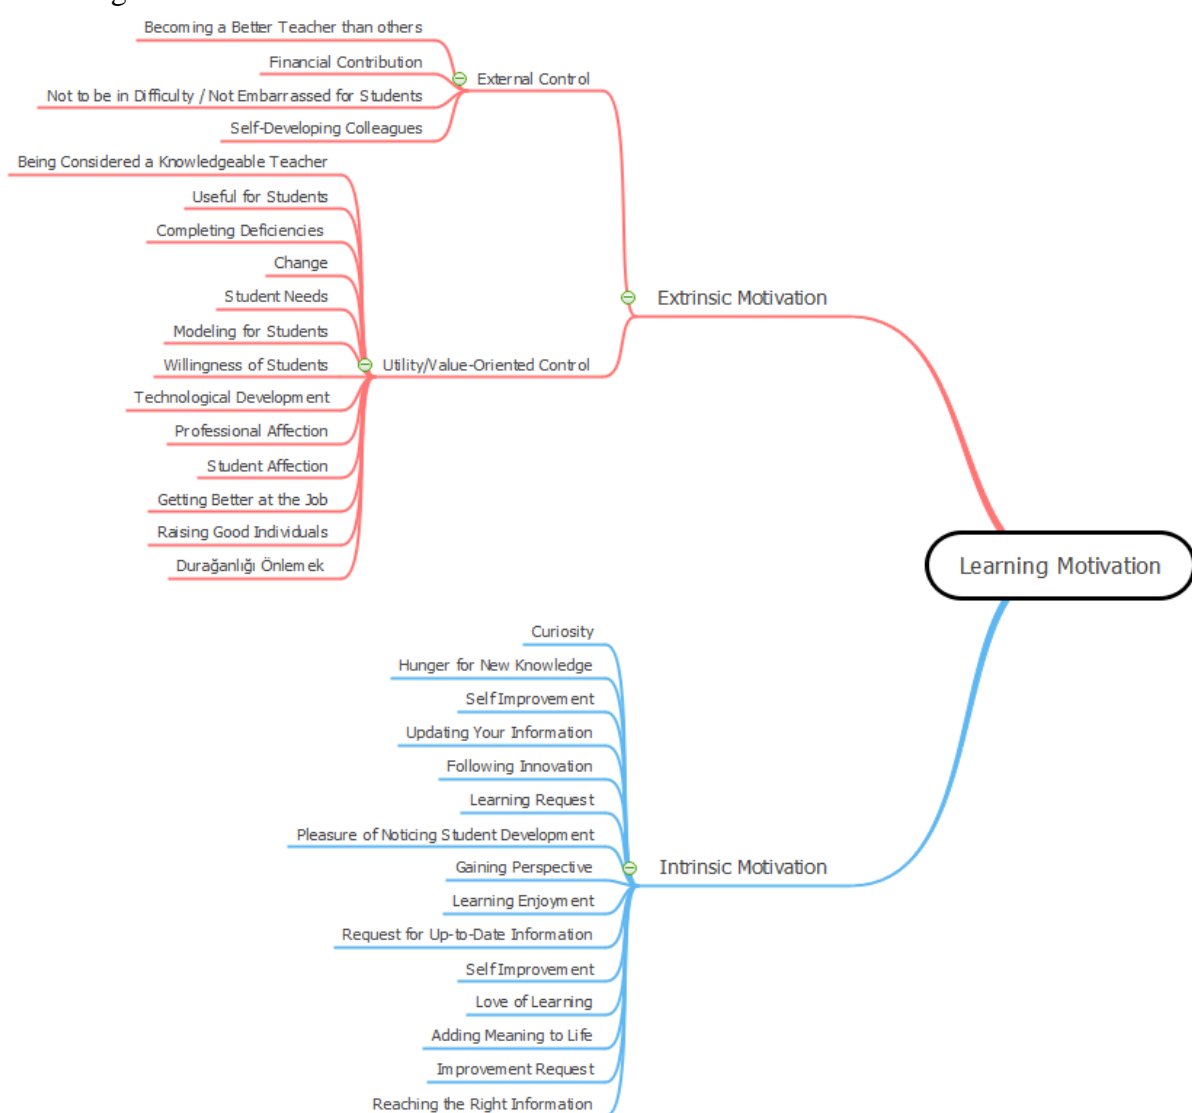 Becoming a Better Teacher than others
Financial Contribution
Not to be in Difficulty / Not Embarrassed for Students
Self-Developing Colleagues
External Control
Being Considered a Knowledgeable Teacher
Useful for Students
Completing Deficiencies
Change
Student Needs
Modeling for Students
Willingness of Students
Technological Development
Professional Affection
Student Affection
Getting Better at the Job
Raising Good Individuals
Durağanlığı Önlemek
Utility/Value-Oriented Control
Extrinsic Motivation
Learning Motivation
Curiosity
Hunger for New Knowledge
Self Improvement
Updating Your Information
Following Innovation
Learning Request
Pleasure of Noticing Student Development
Gaining Perspective
Learning Enjoyment
Request for Up-to-Date Information
Self Improvement
Love of Learning
Adding Meaning to Life
Improvement Request
Reaching the Right Information
Intrinsic Motivation